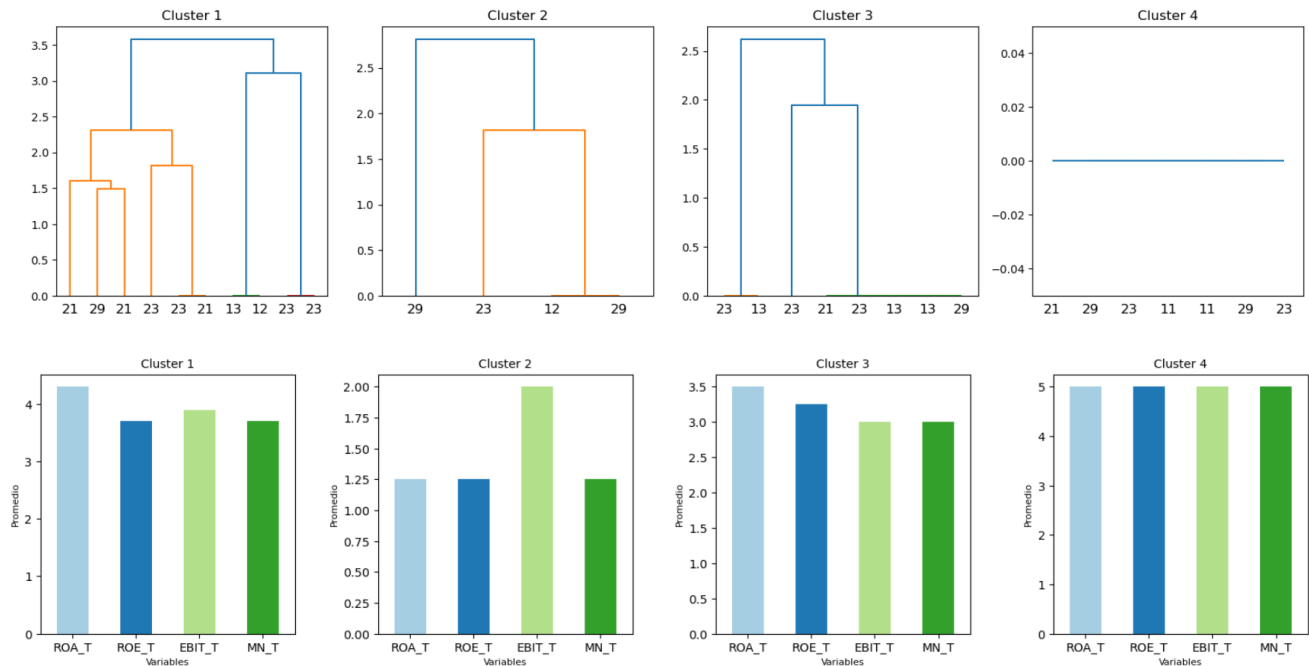 Cluster 1
3.5
3.0
2.5
2.0
1.5
1.0
0.5
0.0
21 29 21 23 23 21 13 12 23 23
Cluster 2
2.5
2.0
1.5
1.0
0.5
0.0
29 23 12 29
Cluster 3
2.5
2.0
1.5
1.0
0.5
0.0
23 13 23 21 23 13 13 29
Cluster 4
0.04
0.02
0.00
−0.02
−0.04
21 29 23 11 11 29 23
Cluster 1
Promedio
4
3
2
1
0
ROA_T ROE_T EBIT_T MN_T
Variables
Cluster 2
Promedio
2.00
1.75
1.50
1.25
1.00
0.75
0.50
0.25
0.00
ROA_T ROE_T EBIT_T MN_T
Variables
Cluster 3
Promedio
3.5
3.0
2.5
2.0
1.5
1.0
0.5
0.0
ROA_T ROE_T EBIT_T MN_T
Variables
Cluster 4
Promedio
5
4
3
2
1
0
ROA_T ROE_T EBIT_T MN_T
Variables